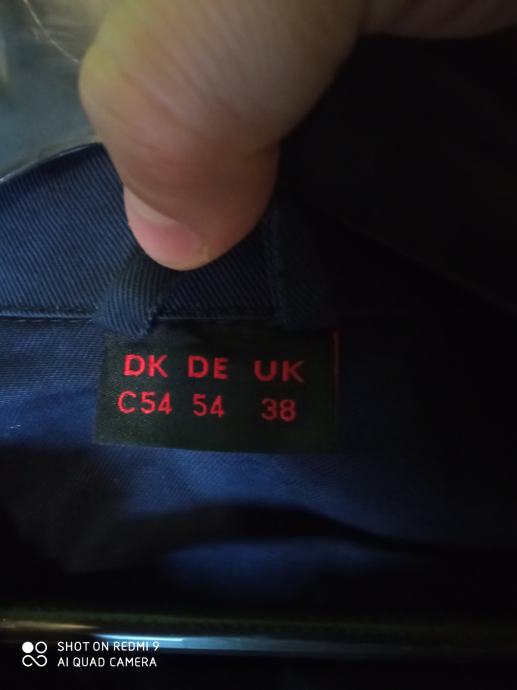 DK DE UK
C54 54 38
SHOT ON REDMI 9
AI QUAD CAMERA